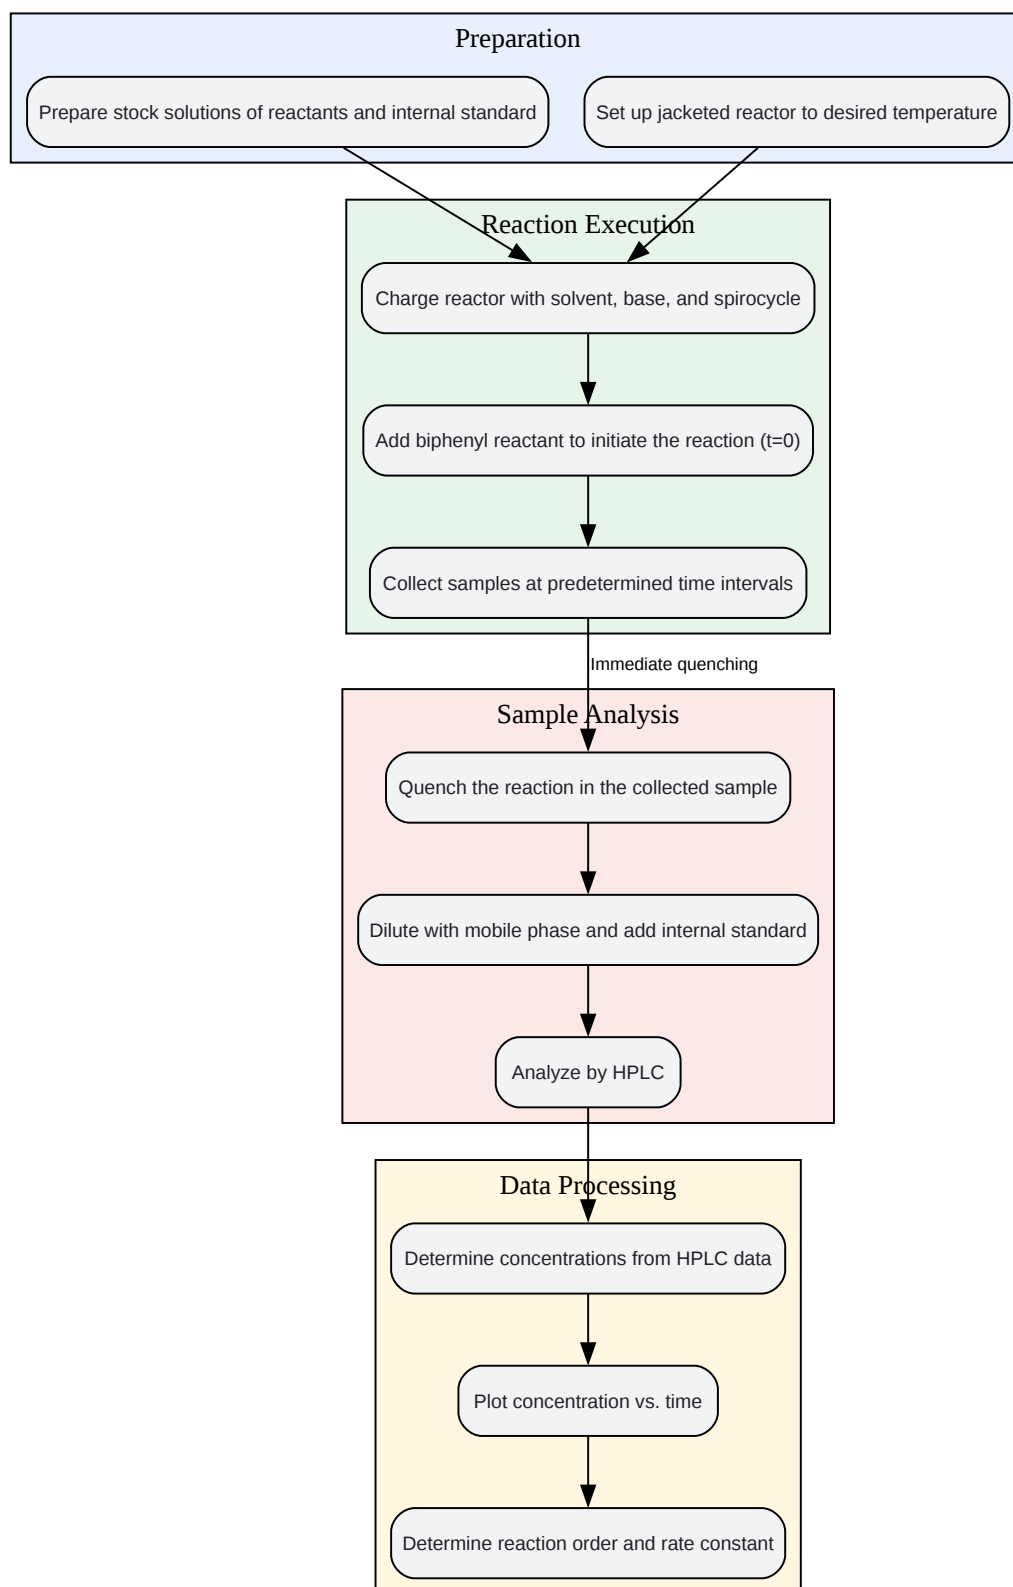 Preparation
Prepare stock solutions of reactants and internal standard
Set up jacketed reactor to desired temperature
Reaction Execution
Charge reactor with solvent, base, and spirocycle
Add biphenyl reactant to initiate the reaction (t=0)
Collect samples at predetermined time intervals
Immediate quenching
Sample Analysis
Quench the reaction in the collected sample
Dilute with mobile phase and add internal standard
Analyze by HPLC
Data Processing
Determine concentrations from HPLC data
Plot concentration vs. time
Determine reaction order and rate constant